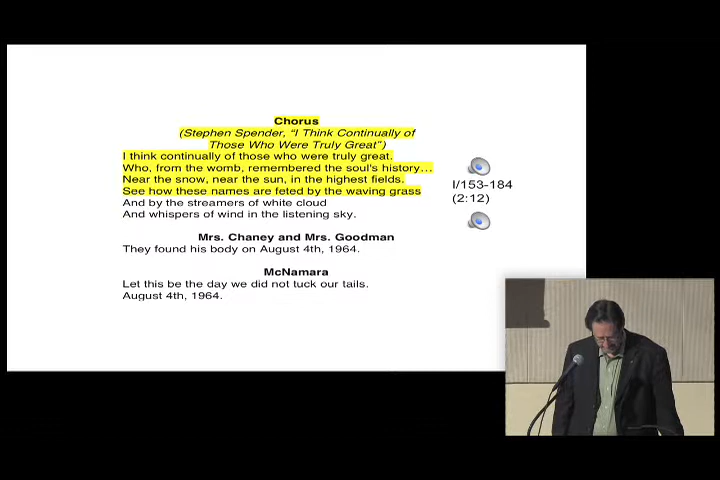 Chorus
(Stephen Spender, “I Think Continually of
Those Who Were Truly Great”)
I think continually of those who were truly great.
Who, from the womb, remembered the soul's history…
Near the snow, near the sun, in the highest fields.
See how these names are feted by the waving grass
And by the streamers of white cloud
And whispers of wind in the listening sky.
Mrs. Chaney and Mrs. Goodman
They found his body on August 4th, 1964.
McNamara
Let this be the day we did not tuck our tails.
August 4th, 1964.
I/153-184
(2:12)